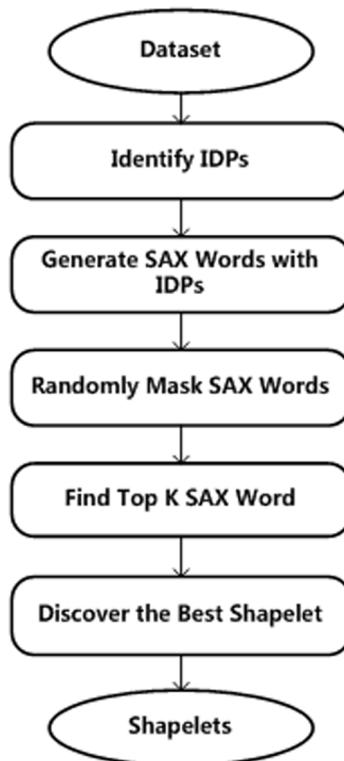 Dataset
Identify IDPs
Generate SAX Words with
IDPs
Randomly Mask SAX Words
Find Top K SAX Word
Discover the Best Shapelet
Shapelets